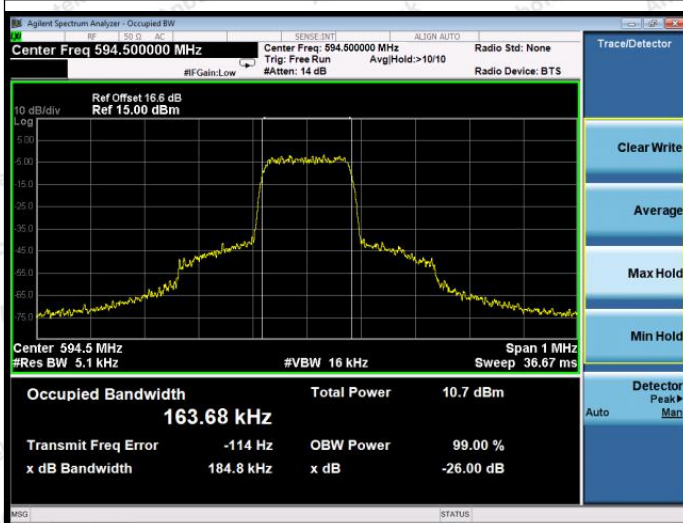 Agilent Spectrum Analyzer - Occupied BW
RF 50 Ω AC SENSE:INT ALIGN AUTO
Center Freq 594.500000 MHz
Center Freq: 594.500000 MHz
Radio Std: None
Trig: Free Run Avg|Hold:>10/10
#IFGain:Low
#Atten: 14 dB
Radio Device: BTS
Trace/Detector
Ref Offset 16.6 dB
10 dB/div Ref 15.00 dBm
Log
5.00
-5.00
-15.0
-25.0
-35.0
-45.0
-55.0
-65.0
-75.0
Center 594.5 MHz
Span 1 MHz
#Res BW 5.1 kHz
#VBW 16 kHz
Sweep 36.67 ms
Occupied Bandwidth
163.68 kHz
Total Power 10.7 dBm
Transmit Freq Error -114 Hz
OBW Power 99.00 %
x dB Bandwidth 184.8 kHz
x dB -26.00 dB
Clear Write
Average
Max Hold
Min Hold
Detector
Peak▶
Auto Man
MSG
STATUS